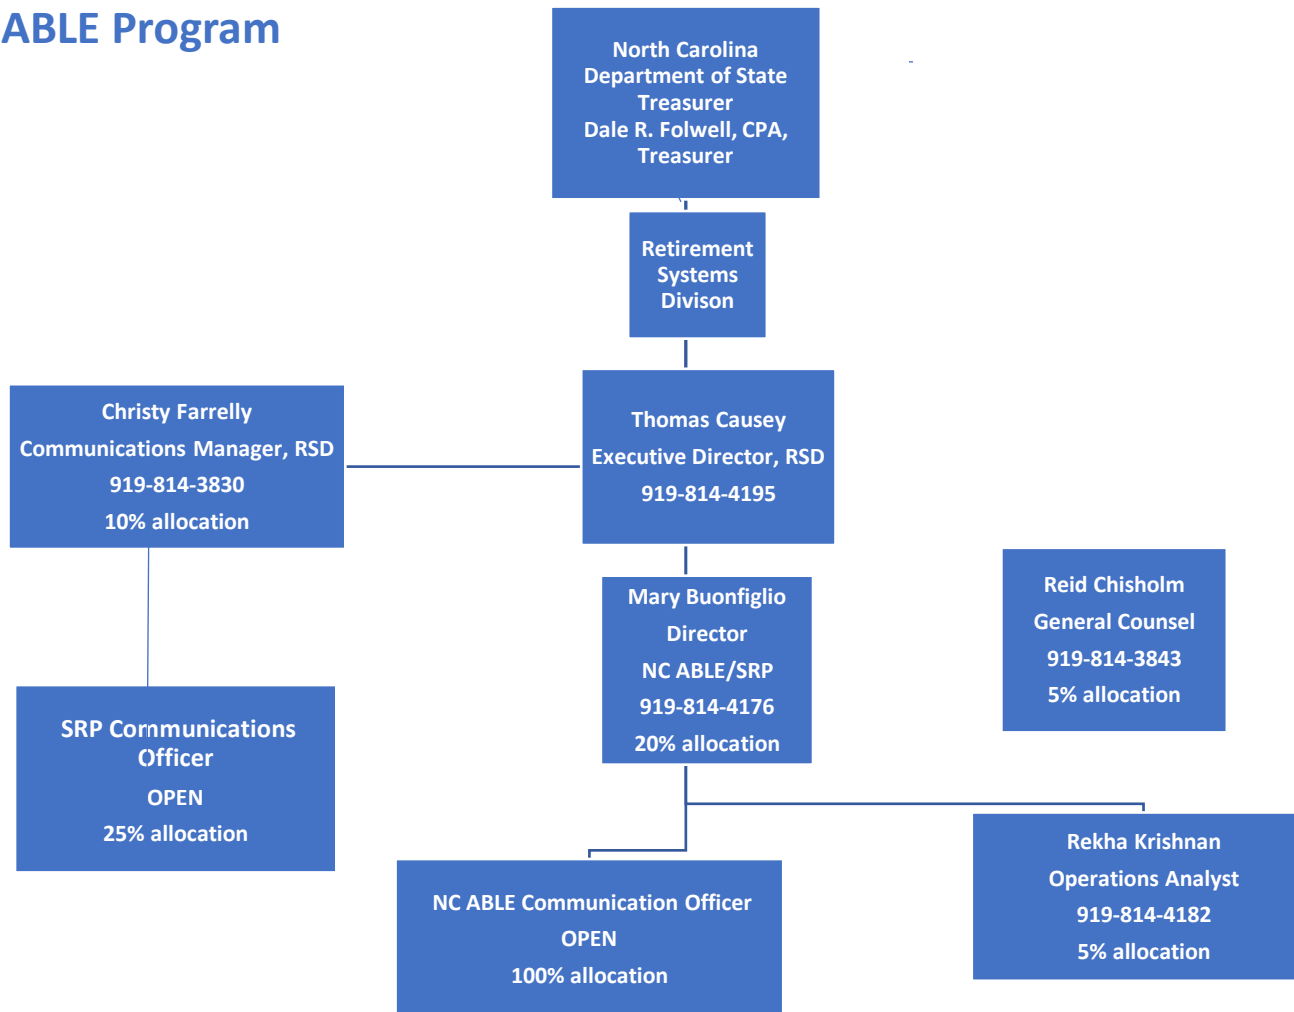 ABLE Program
North Carolina
Department of State
Treasurer
Dale R. Folwell, CPA,
Treasurer
Retirement
Systems
Divison
Christy Farrelly
Communications Manager, RSD
919-814-3830
10% allocation
Thomas Causey
Executive Director, RSD
919-814-4195
Mary Buonfiglio
Director
NC ABLE/SRP
919-814-4176
20% allocation
Reid Chisholm
General Counsel
919-814-3843
5% allocation
SRP Communications
Officer
OPEN
25% allocation
NC ABLE Communication Officer
OPEN
100% allocation
Rekha Krishnan
Operations Analyst
919-814-4182
5% allocation